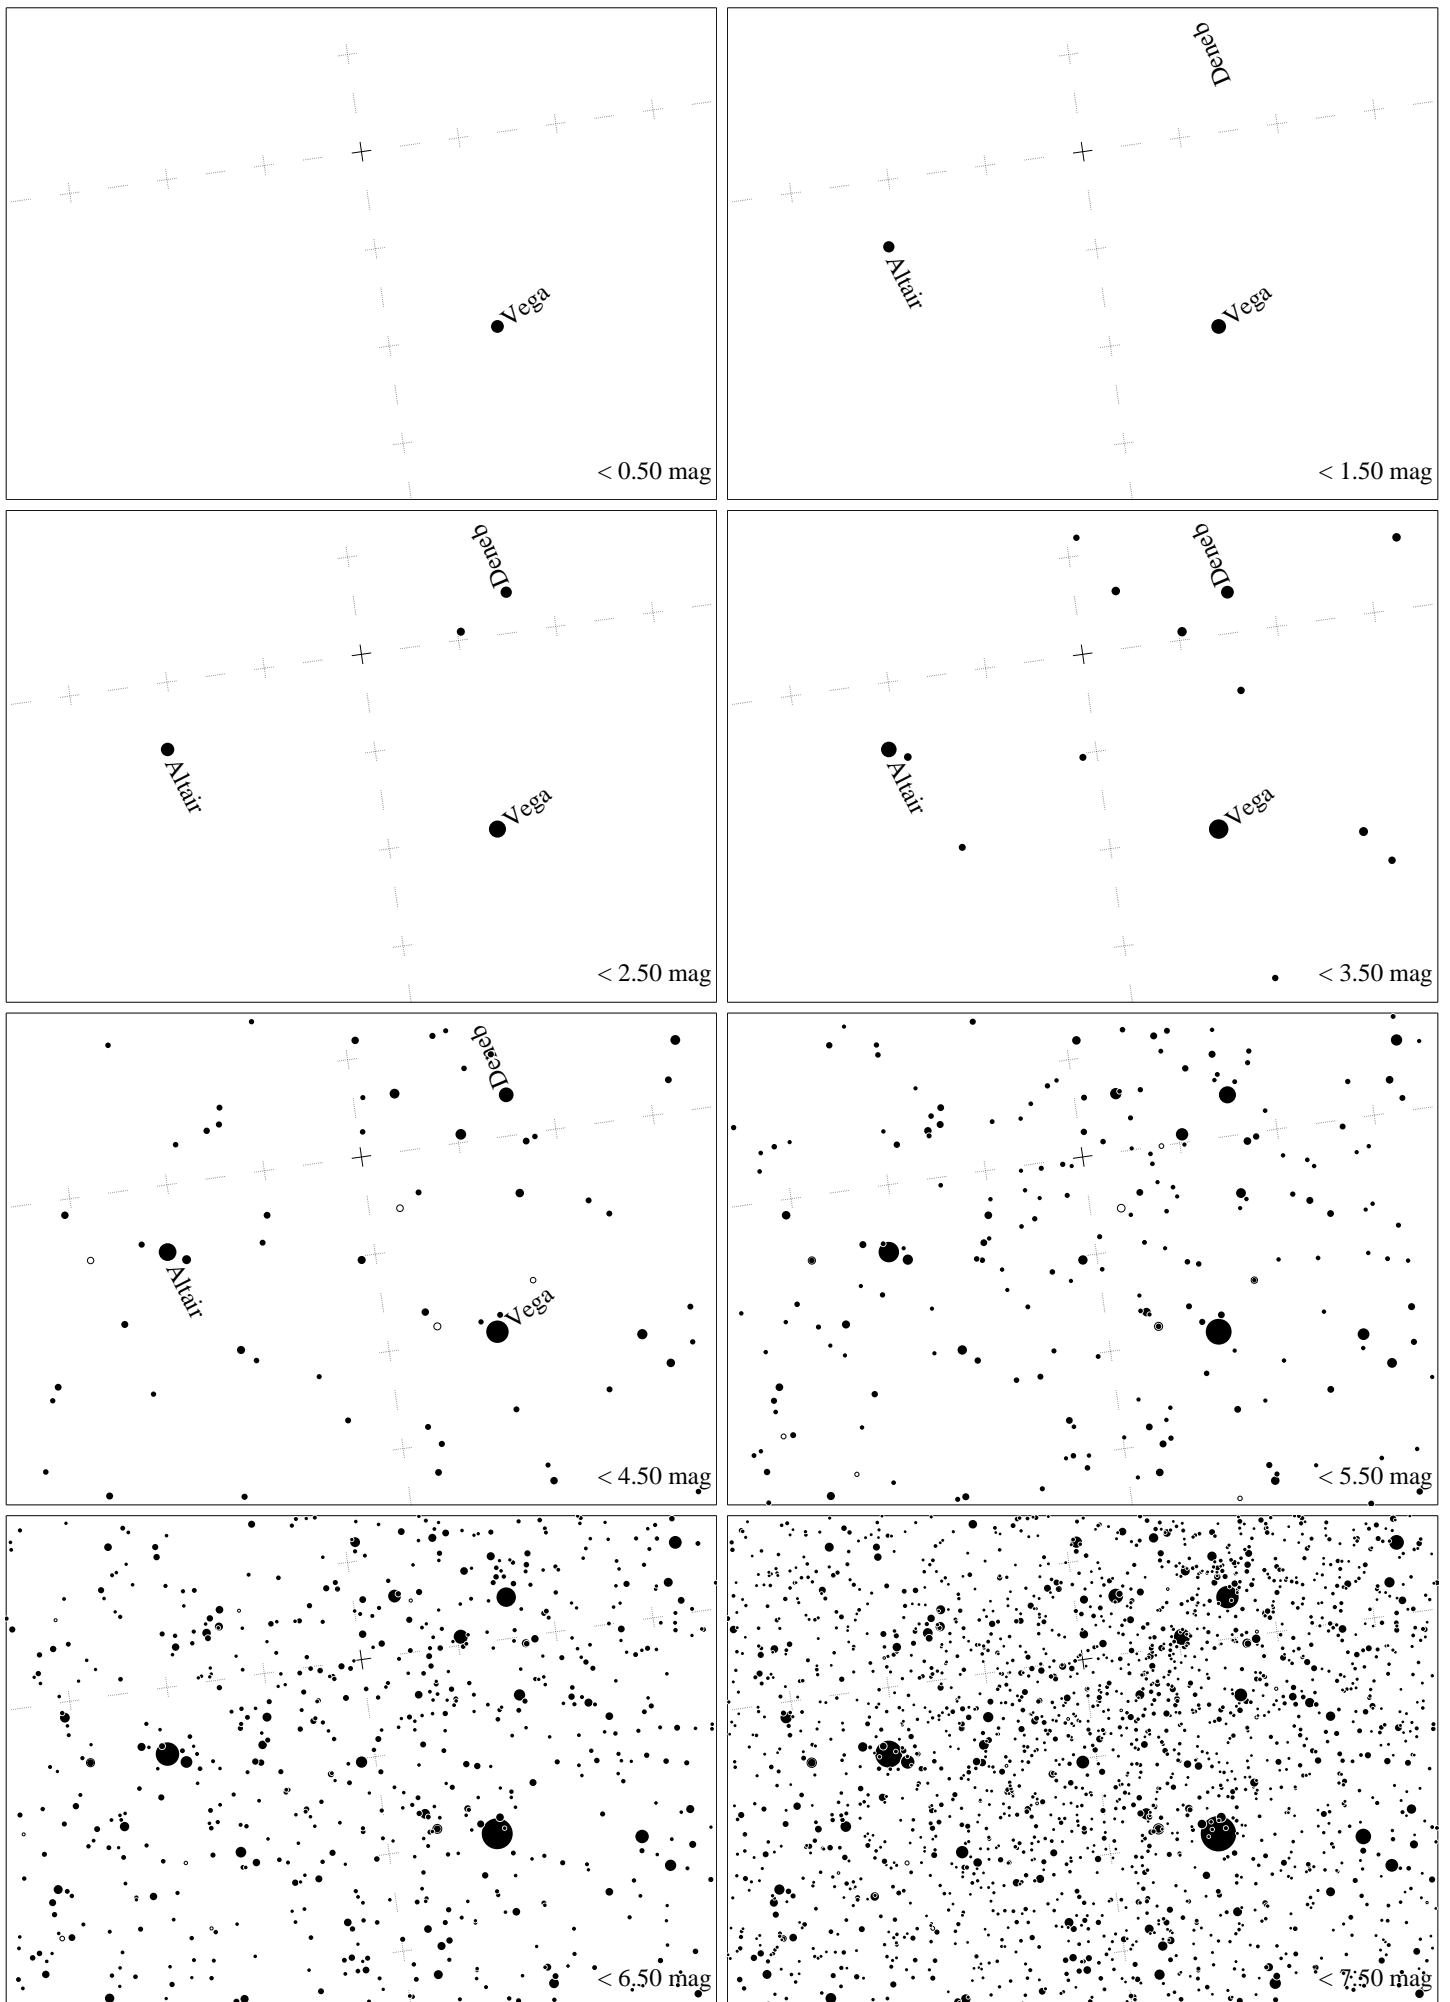 Vega
< 0.50 mag
Deneb
Altair
Vega
< 1.50 mag
Deneb
Altair
Vega
< 2.50 mag
Deneb
Altair
Vega
< 3.50 mag
Deneb
Altair
Vega
< 4.50 mag
< 5.50 mag
< 6.50 mag
< 7.50 mag